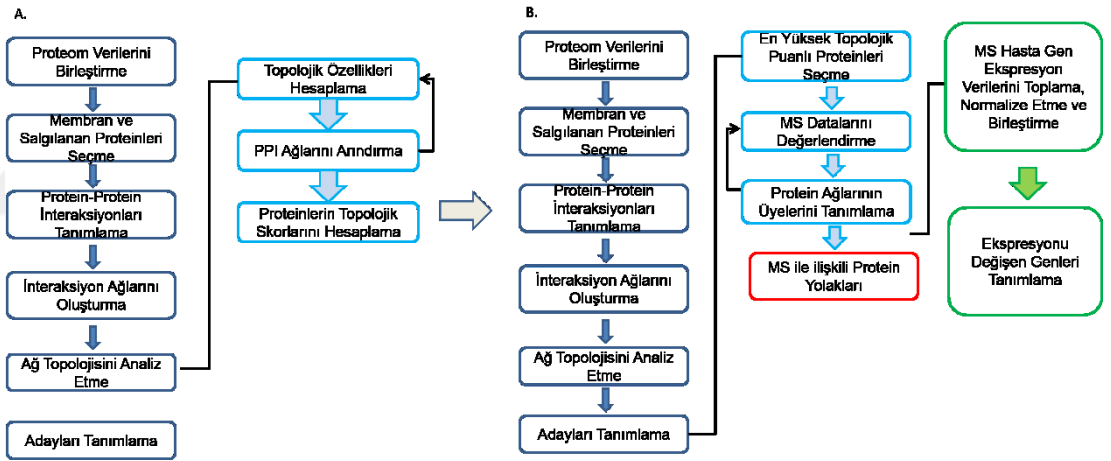 A.
Proteom Verilerini
Birleştirme
Membran ve
Salgılanan Proteinleri
Seçme
Protein-Protein
İnteraksiyonları
Tanımlama
İnteraksiyon Ağlarını
Oluşturma
Ağ Topolojisini Analiz
Etme
Adayları Tanımlama
Topolojik Özellikleri
Hesaplama
PPI Ağlarını Arındırma
Proteinlerin Topolojik
Skorlarını Hesaplama
B.
Proteom Verilerini
Birleştirme
Membran ve
Salgılanan Proteinleri
Seçme
Protein-Protein
İnteraksiyonları
Tanımlama
İnteraksiyon Ağlarını
Oluşturma
Ağ Topolojisini Analiz
Etme
Adayları Tanımlama
En Yüksek Topolojik
Puanlı Proteinleri
Seçme
MS Datalarını
Değerlendirme
Protein Ağlarının
Üyelerini Tanımlama
MS ile ilişkili Protein
Yolakları
MS Hasta Gen
Ekspresyon
Verilerini Toplama,
Normalize Etme ve
Birleştirme
Ekspresyonu
Değişen Genleri
Tanımlama